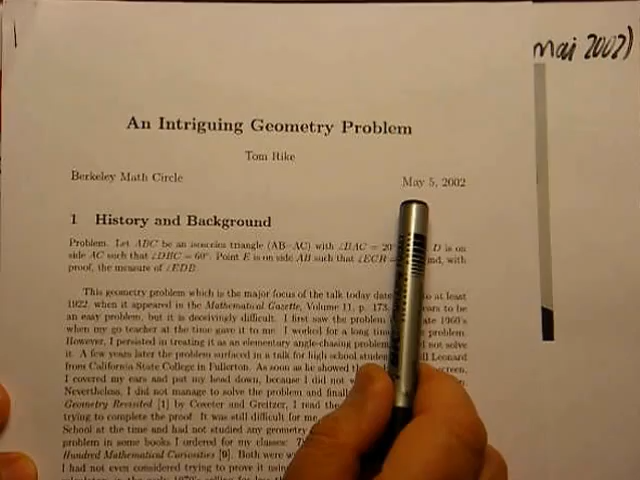 mai 2002)
An Intriguing Geometry Problem
Tom Rike
Berkeley Math Circle May 5, 2002
1 History and Background
Problem. Let ABC be an isosceles triangle (AB=AC) with ∠BAC = 20° D is on
side AC such that ∠DBC = 60°. Point E is on side AB such that ∠ECB = nd, with
proof, the measure of ∠EDB.
This geometry problem which is the major focus of the talk today date o at least
1922, when it appeared in the Mathematical Gazette, Volume 11, p. 173. ears to be
an easy problem, but it is deceivingly difficult. I first saw the problem ate 1960's
when my go teacher at the time gave it to me. I worked for a long tim problem.
However, I persisted in treating it as an elementary angle-chasing problem not solve
it. A few years later the problem surfaced in a talk for high school studen ll Leonard
from California State College in Fullerton. As soon as he showed th screen,
I covered my ears and put my head down, because I did not w
Nevertheless, I did not manage to solve the problem and finall
Geometry Revisited [1] by Coxeter and Greitzer, I read the
trying to complete the proof. It was still difficult for me
School at the time and had not studied any geometry
problem in some books I ordered for my classes:
Hundred Mathematical Curiosities [9]. Both were w
I had not even considered trying to prove it using